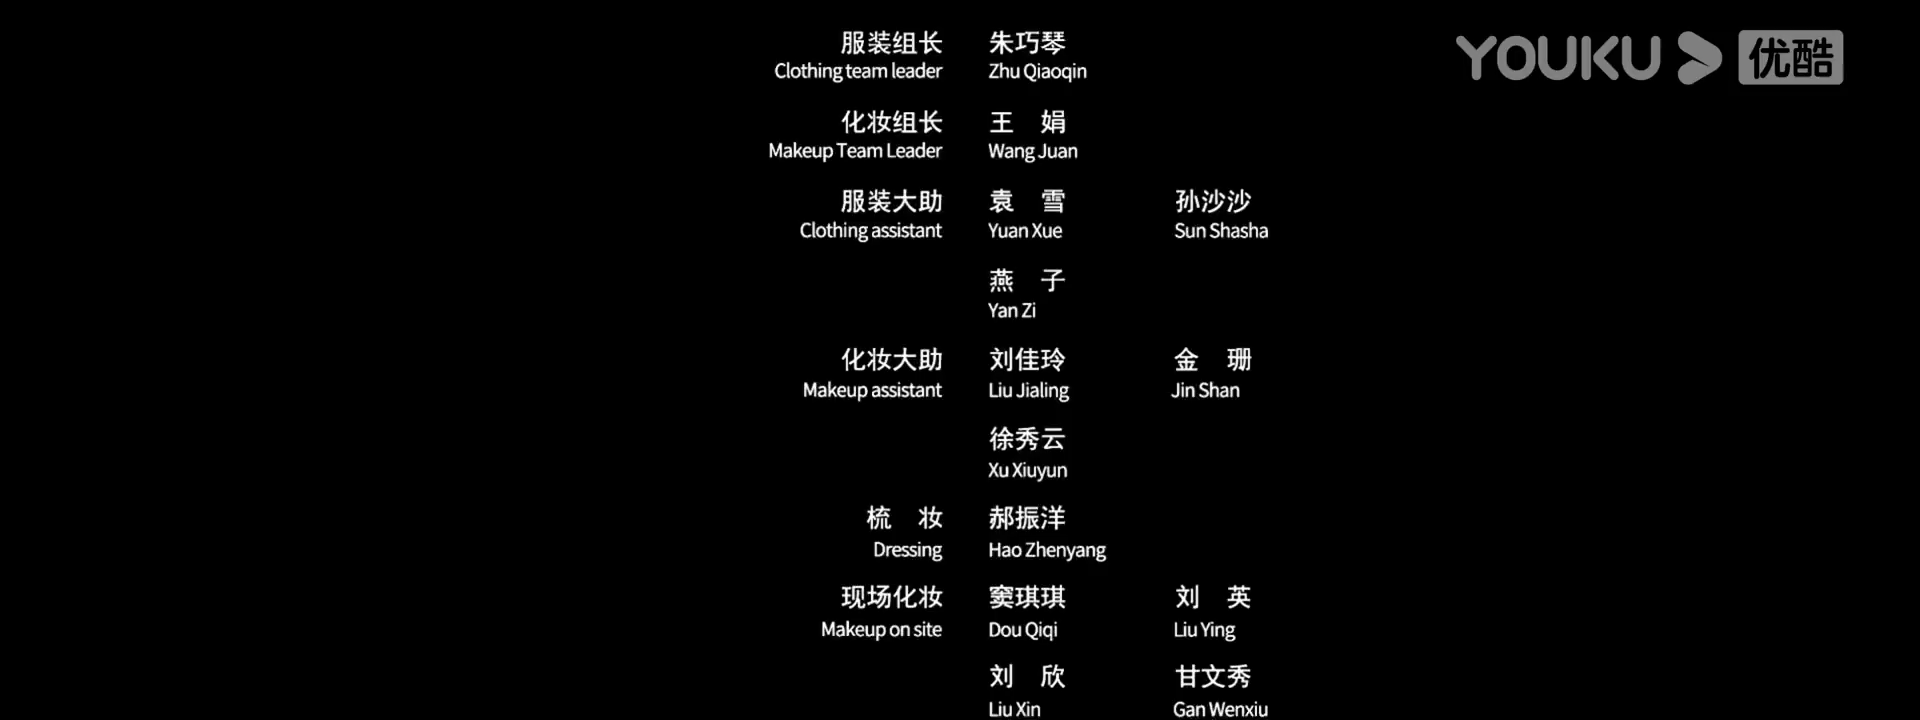 服装组长 朱巧琴
Clothing team leader Zhu Qiaoqin
YOUKU 优酷
化妆组长 王 娟
Makeup Team Leader Wang Juan
服装大助 袁 雪 孙沙沙
Clothing assistant Yuan Xue Sun Shasha
燕 子
Yan Zi
化妆大助 刘佳玲 金 珊
Makeup assistant Liu Jialing Jin Shan
徐秀云
Xu Xiuyun
梳 妆 郝振洋
Dressing Hao Zhenyang
现场化妆 窦琪琪 刘 英
Makeup on site Dou Qiqi Liu Ying
刘 欣 甘文秀
Liu Xin Gan Wenxiu